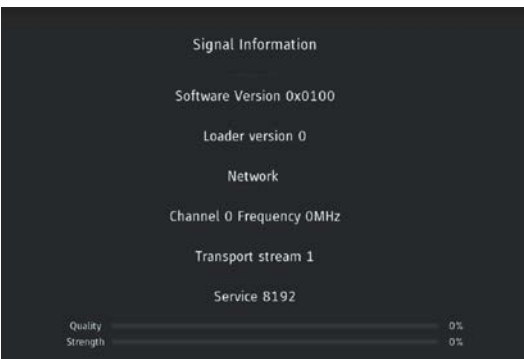 Signal Information
Software Version 0x0100
Loader version 0
Network
Channel 0 Frequency 0MHz
Transport stream 1
Service 8192
Quality 0%
Strength 0%